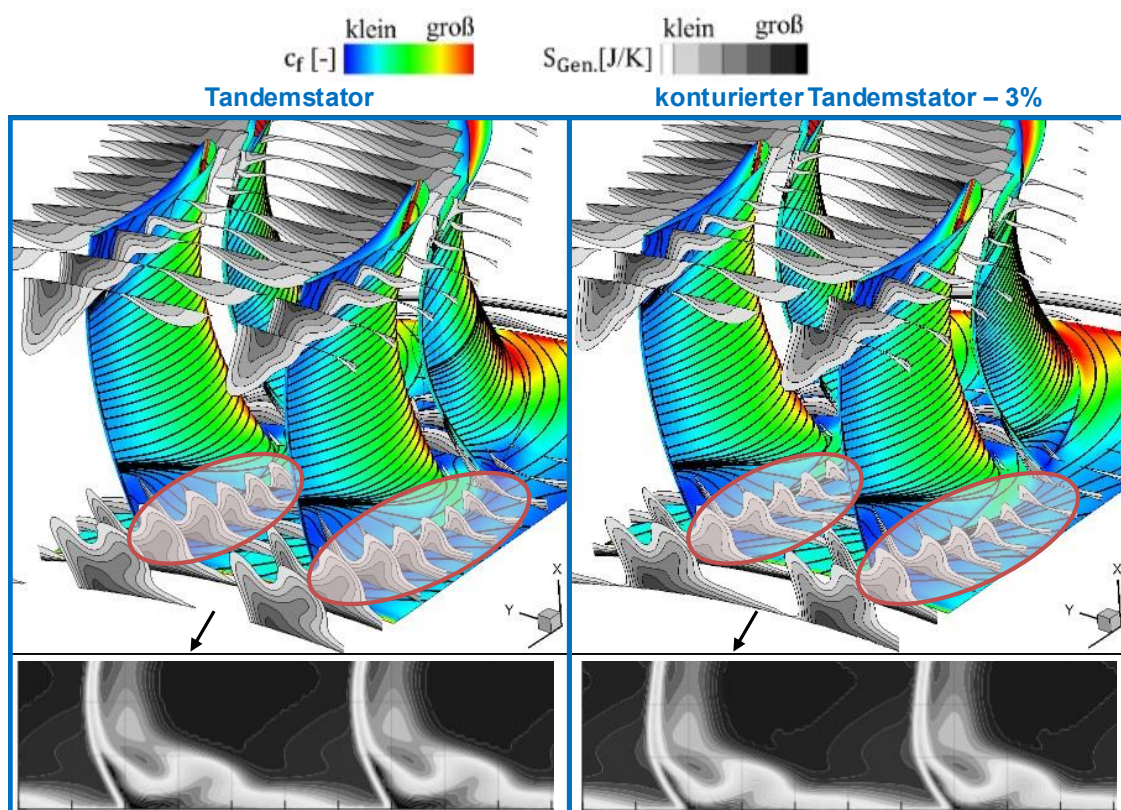 klein groß klein groß
c_f [-] S_Gen.[J/K]
Tandemstator konturierter Tandemstator – 3%
X X
Y Y